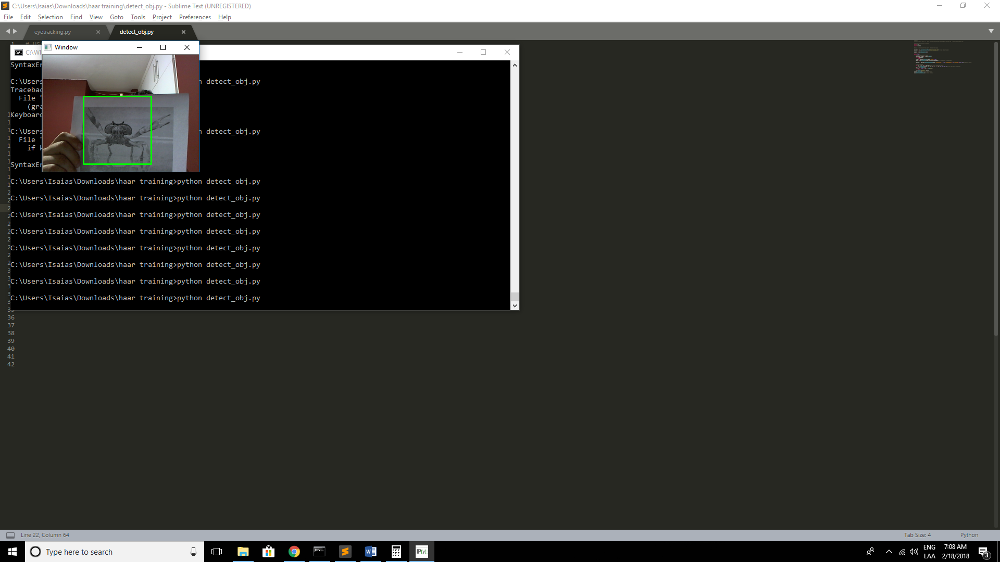 C:\Users\Isaias\Downloads\haar training\detect_obj.py - Sublime Text (UNREGISTERED)
File Edit Selection Find View Goto Tools Project Preferences Help
eyetracking.py detect_obj.py
Window
C:\WI
SyntaxEr
C:\Users n detect_obj.py
Tracebac
File "
(gra
Keyboard
C:\Users n detect_obj.py
File "
if k
SyntaxEr
C:\Users\Isaias\Downloads\haar training>python detect_obj.py
C:\Users\Isaias\Downloads\haar training>python detect_obj.py
C:\Users\Isaias\Downloads\haar training>python detect_obj.py
C:\Users\Isaias\Downloads\haar training>python detect_obj.py
C:\Users\Isaias\Downloads\haar training>python detect_obj.py
C:\Users\Isaias\Downloads\haar training>python detect_obj.py
C:\Users\Isaias\Downloads\haar training>python detect_obj.py
C:\Users\Isaias\Downloads\haar training>python detect_obj.py
36
37
38
39
40
41
42
Line 22, Column 64 Tab Size: 4 Python
Type here to search
IP[y]:
ENG 7:08 AM
LAA 2/18/2018 3